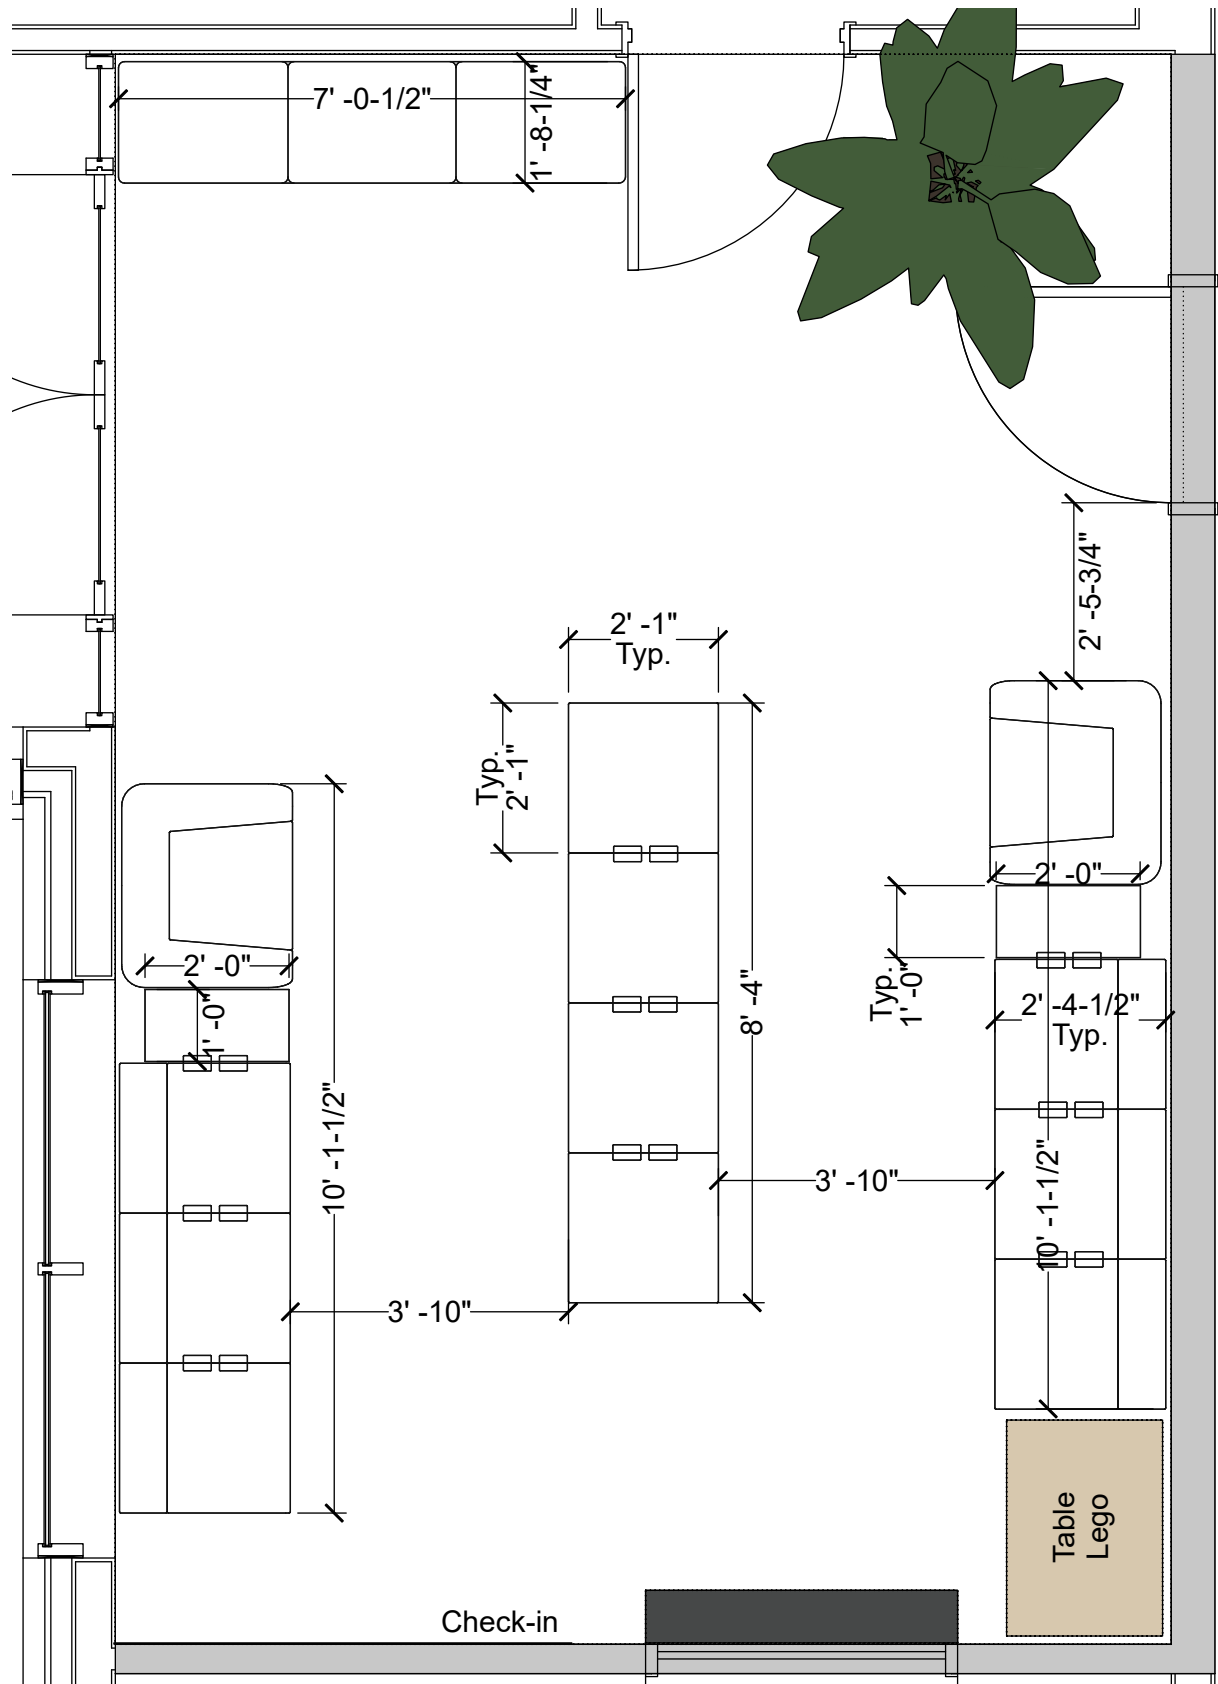 7' -0-1/2"
1' -8-1/4"
2' -5-3/4"
2' -1"
Typ.
Typ.
2' -1"
2' -0"
2' -0"
1' -0"
Typ.
1' -0"
2' -4-1/2"
Typ.
8' -4"
10' -1-1/2"
10' -1-1/2"
3' -10"
3' -10"
Table
Lego
Check-in